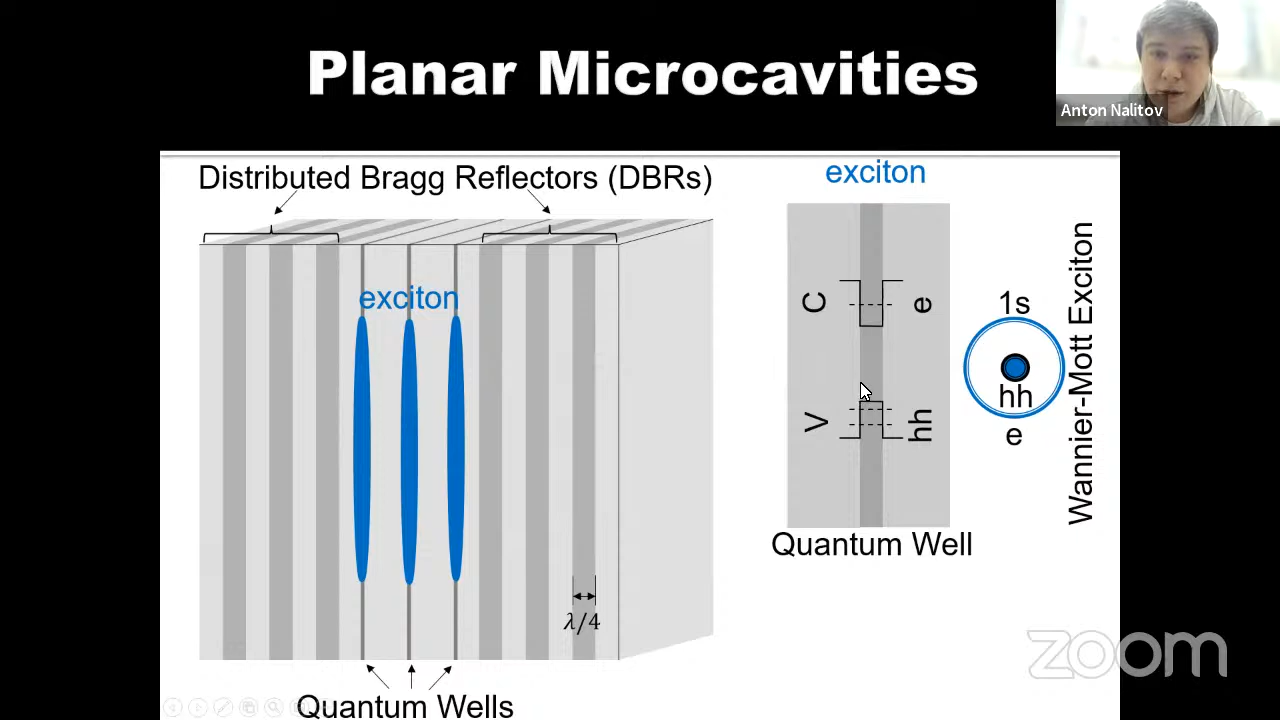 Planar Microcavities
Anton Nalitov
Distributed Bragg Reflectors (DBRs)
exciton
λ/4
Quantum Wells
exciton
C
e
V
hh
Quantum Well
1s
hh
e
Wannier-Mott Exciton
zoom